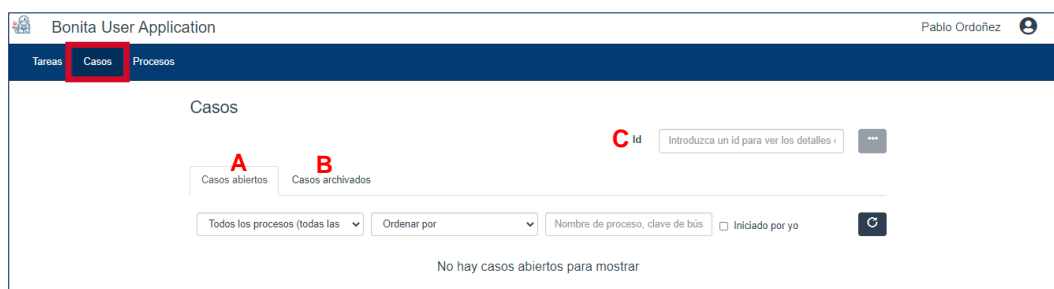 Bonita User Application Pablo Ordoñez
Tareas Casos Procesos
Casos
C Id Introduzca un id para ver los detalles
A B
Casos abiertos Casos archivados
Todos los procesos (todas las Ordenar por Nombre de proceso, clave de bús Iniciado por yo
No hay casos abiertos para mostrar